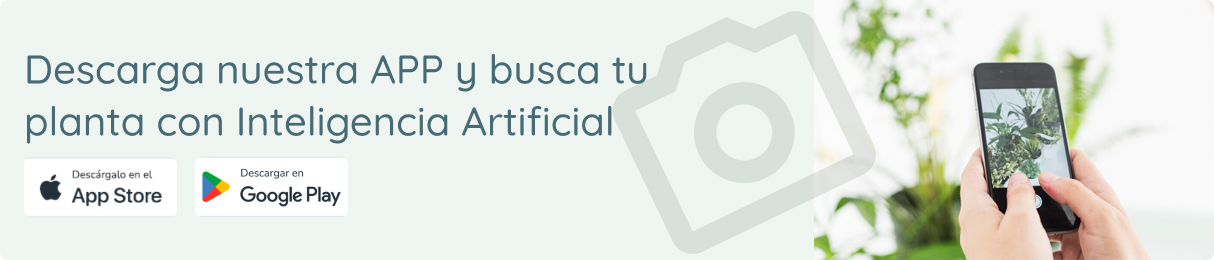 Descarga nuestra APP y busca tu
planta con Inteligencia Artificial
Descárgalo en el
App Store
Descargar en
Google Play